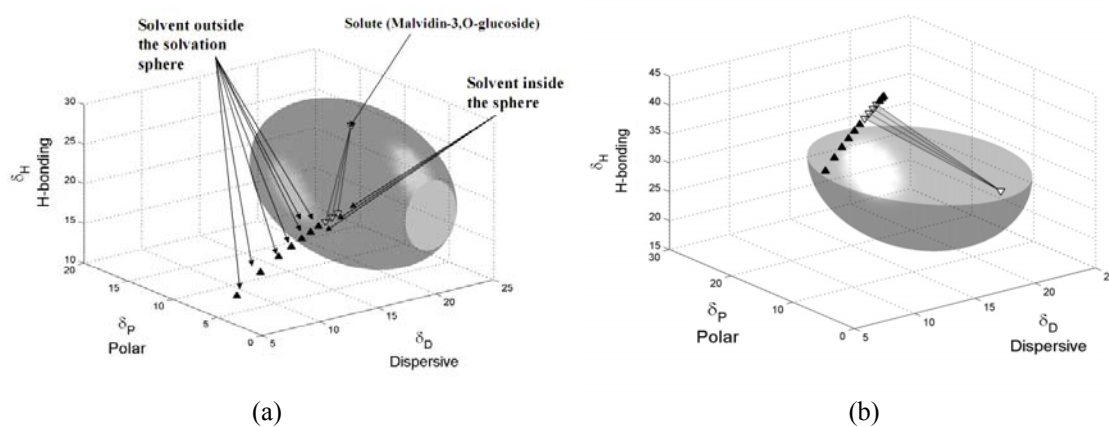 Solvent outside
the solvation
sphere
Solute (Malvidin-3,O-glucoside)
Solvent inside
the sphere
30
25
20
15
10
δH
H-bonding
20
15
10
5
0
δP
Polar
5
10
15
20
25
δD
Dispersive
(a)
45
40
35
30
25
20
15
δH
H-bonding
30
20
10
0
δP
Polar
5
10
15
20
δD
Dispersive
(b)